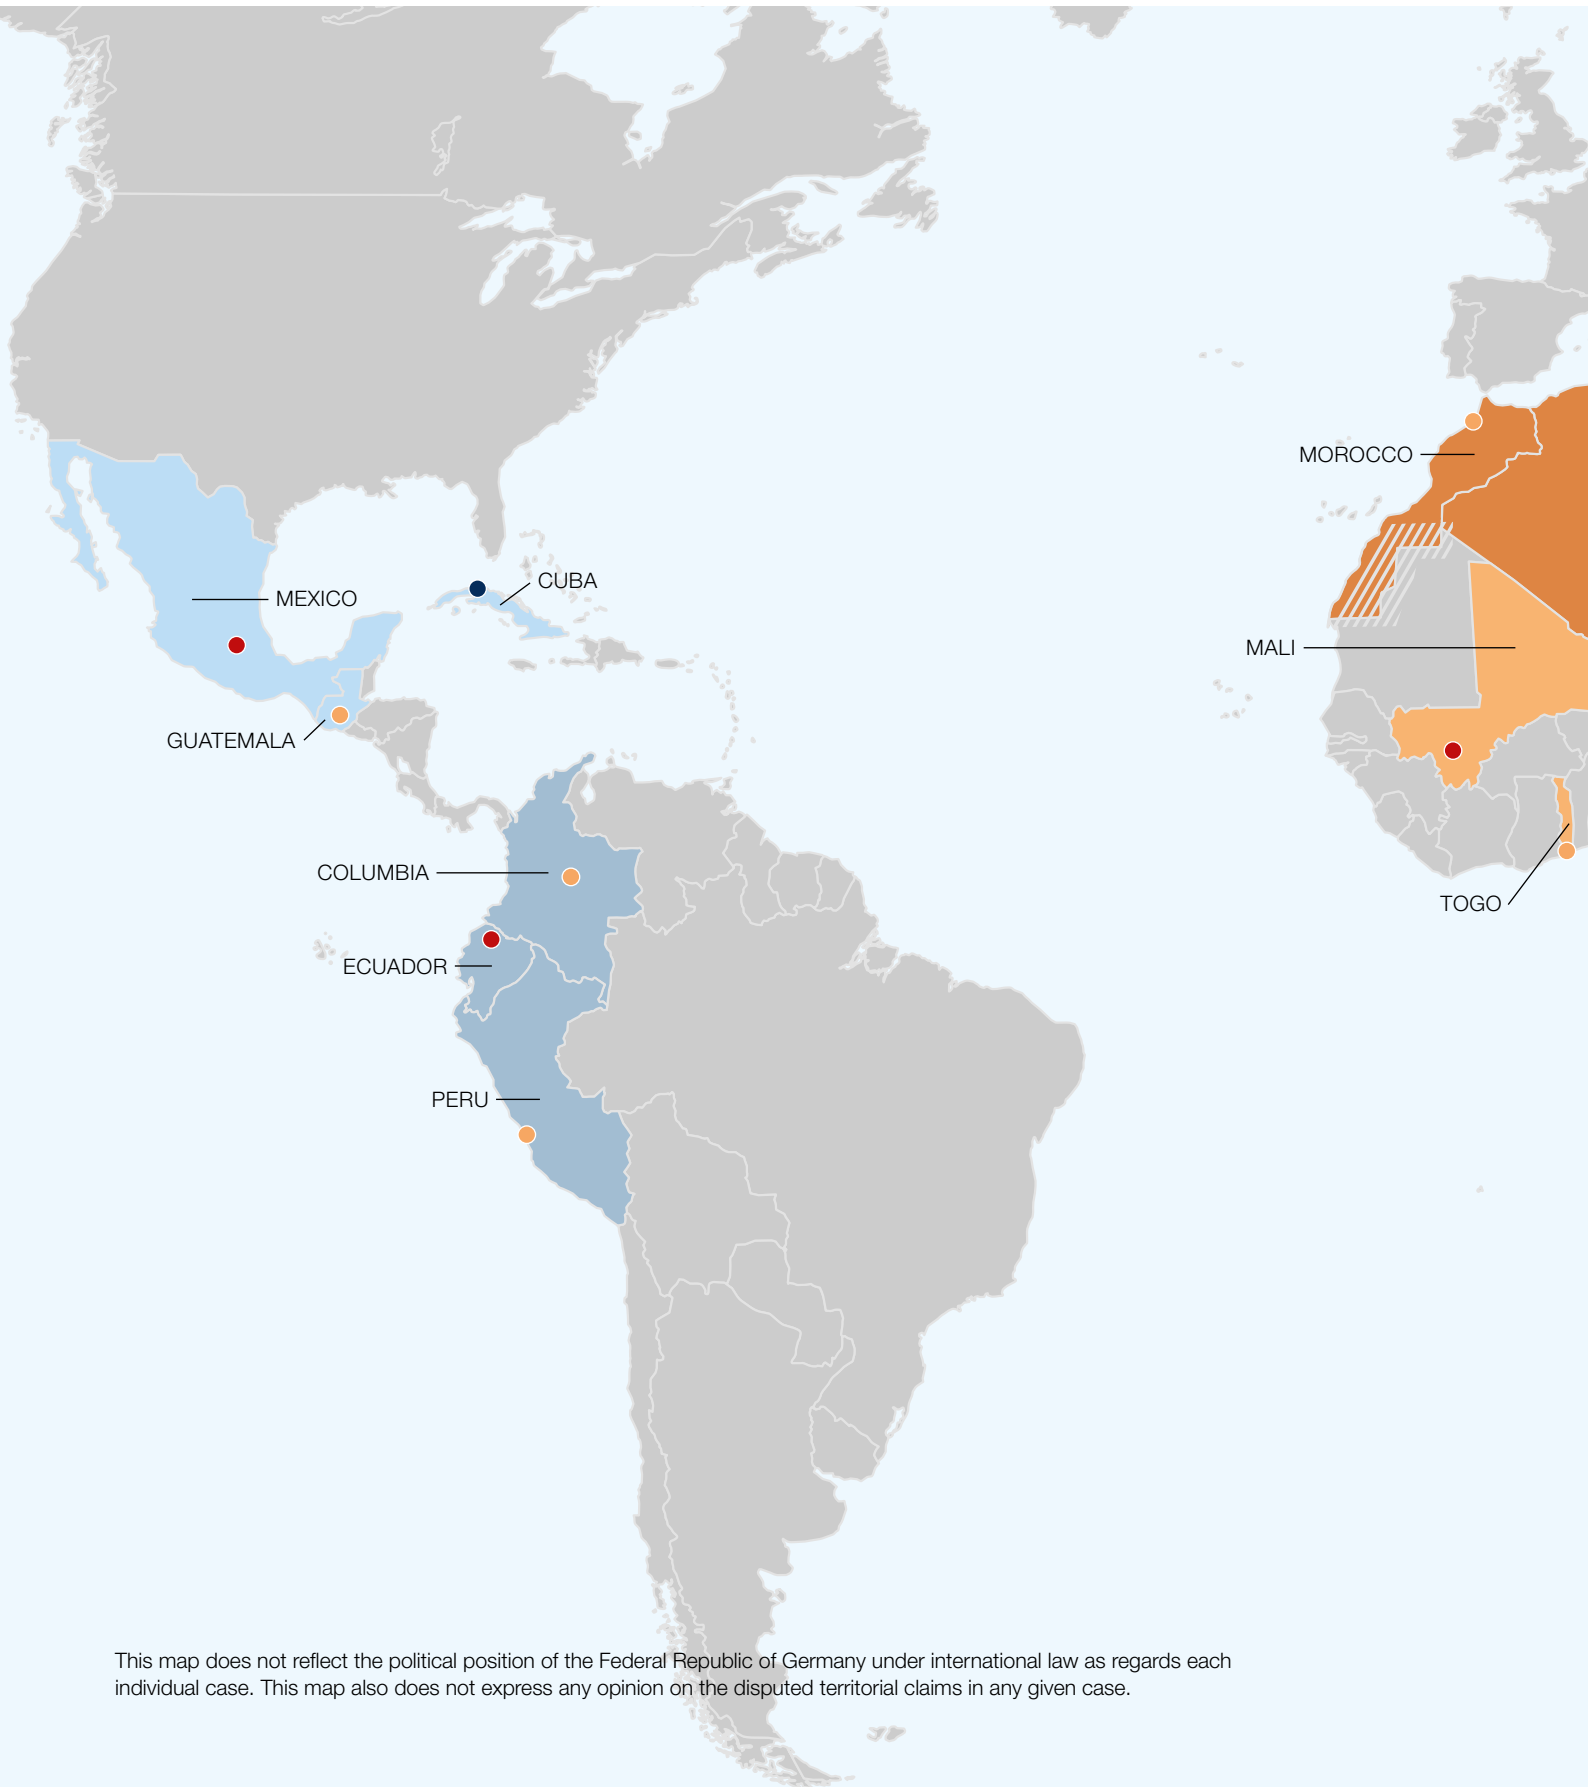 MOROCCO
CUBA
MEXICO
MALI
GUATEMALA
COLUMBIA
TOGO
ECUADOR
PERU
This map does not reflect the political position of the Federal Republic of Germany under international law as regards each
individual case. This map also does not express any opinion on the disputed territorial claims in any given case.